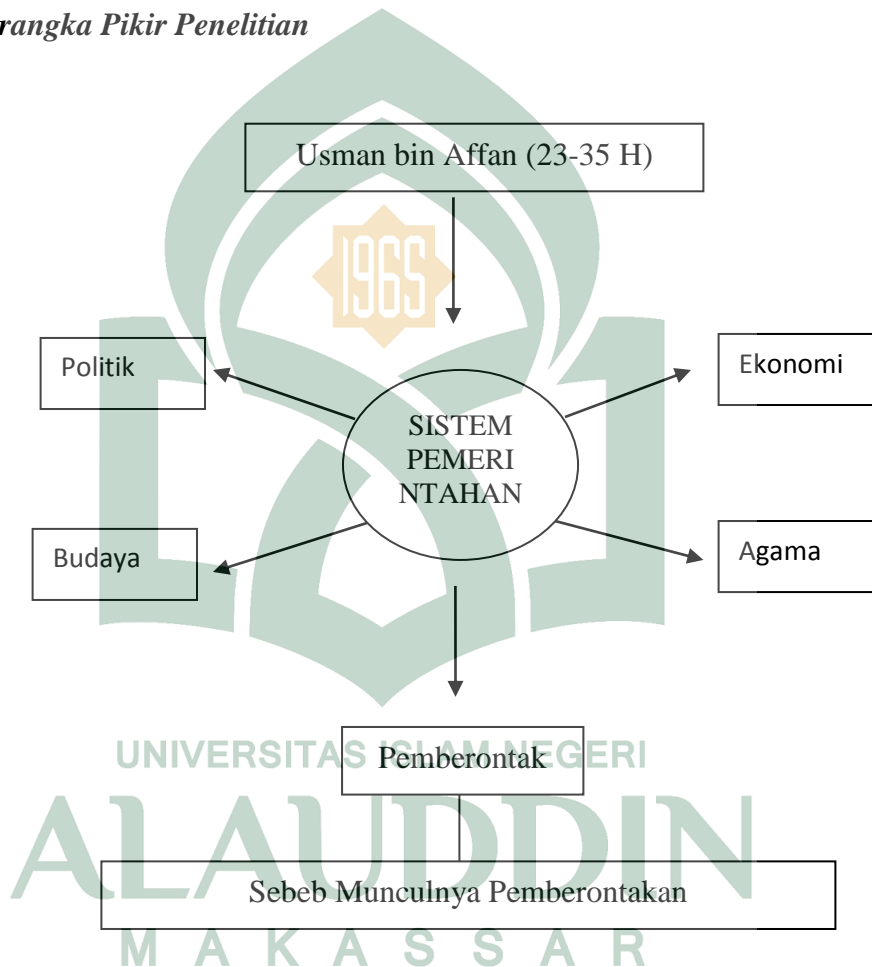 rangka Pikir Penelitian
Usman bin Affan (23-35 H)
1965
Politik
Ekonomi
SISTEM
PEMERI
NTAHAN
Budaya
Agama
Pemberontak
UNIVERSITAS ISLAM NEGERI
ALAUDDIN
Sebeb Munculnya Pemberontakan
MAKASSAR